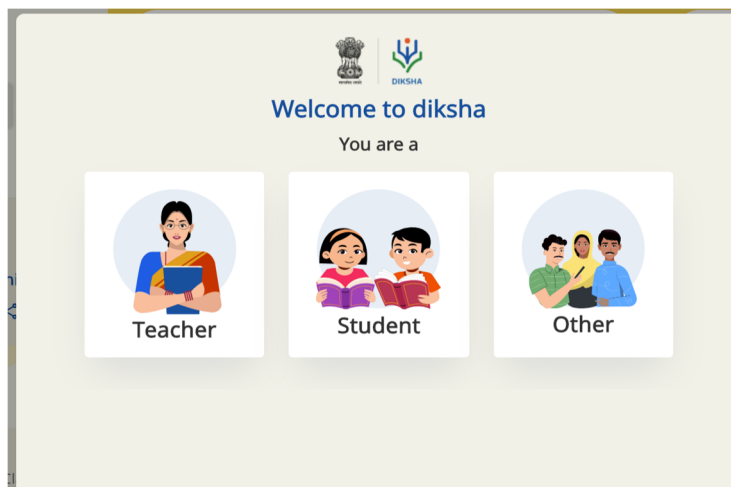 DIKSHA
Welcome to diksha
You are a
Teacher
Student
Other